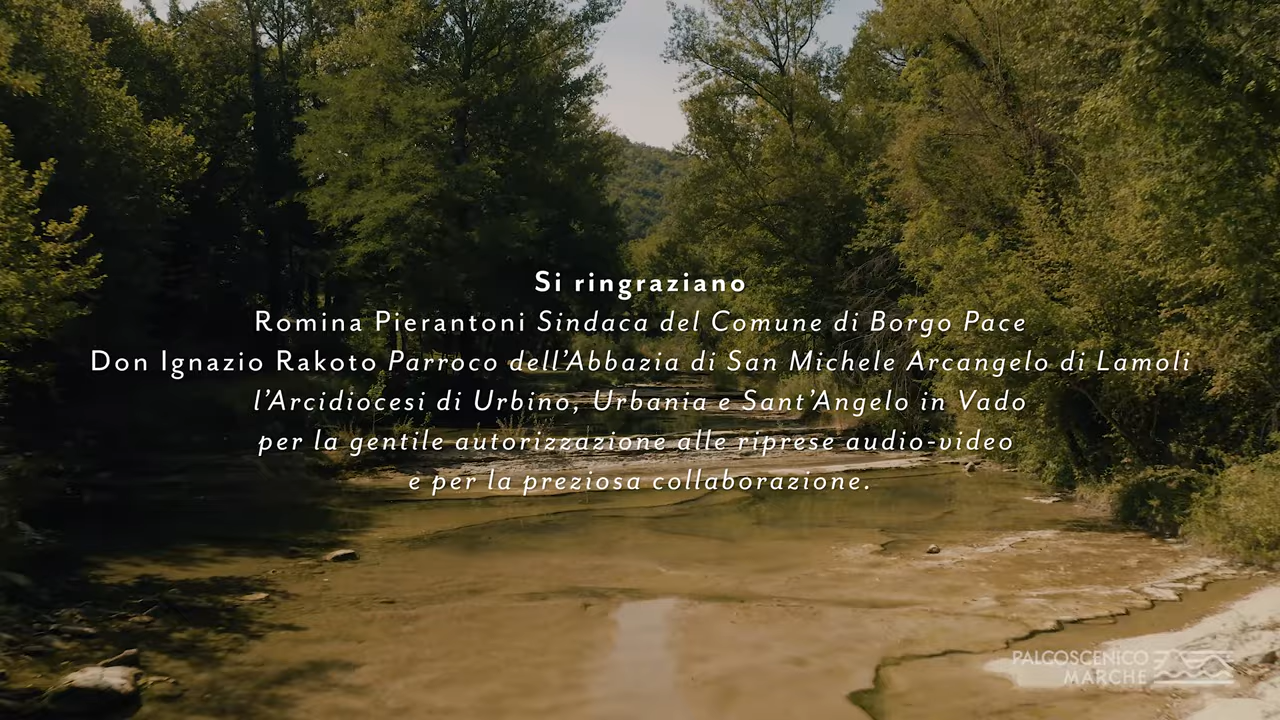 Si ringraziano
Romina Pierantoni Sindaca del Comune di Borgo Pace
Don Ignazio Rakoto Parroco dell’Abbazia di San Michele Arcangelo di Lamoli
l’Arcidiocesi di Urbino, Urbania e Sant’Angelo in Vado
per la gentile autorizzazione alle riprese audio-video
e per la preziosa collaborazione.
PALCOSCENICO
MARCHE